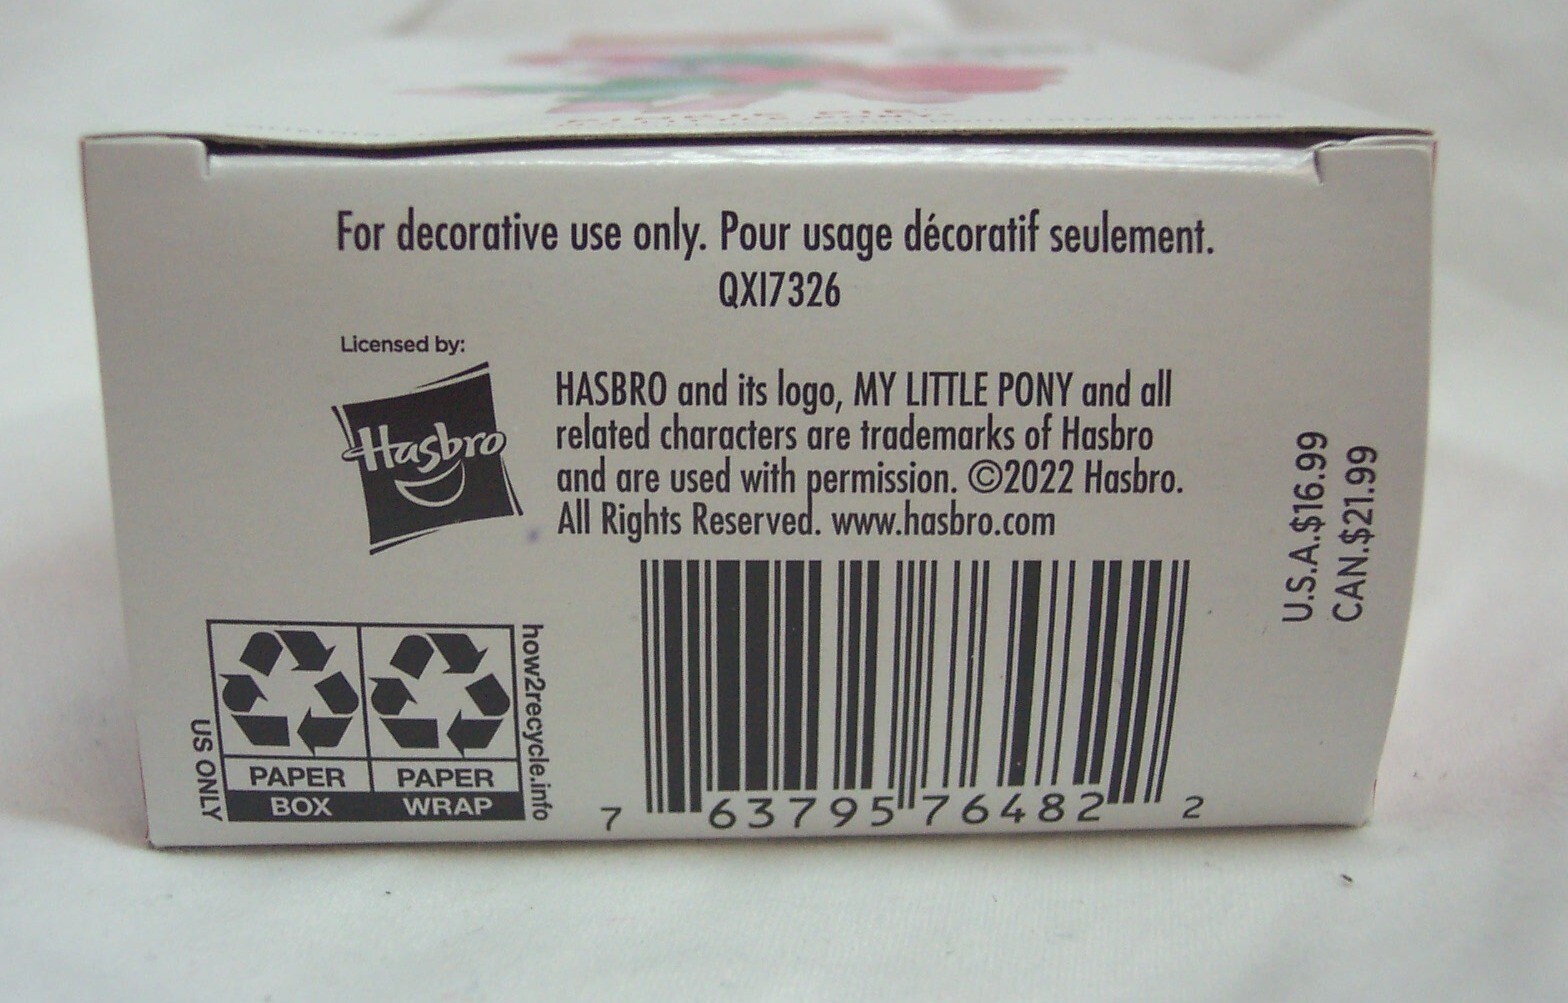 For decorative use only. Pour usage décoratif seulement.
QXI7326
Licensed by:
Hasbro
HASBRO and its logo, MY LITTLE PONY and all
related characters are trademarks of Hasbro
and are used with permission. ©2022 Hasbro.
All Rights Reserved. www.hasbro.com
U.S.A.$16.99
CAN.$21.99
how2recycle.info
US ONLY
PAPER PAPER
BOX WRAP
7 63795 76482 2